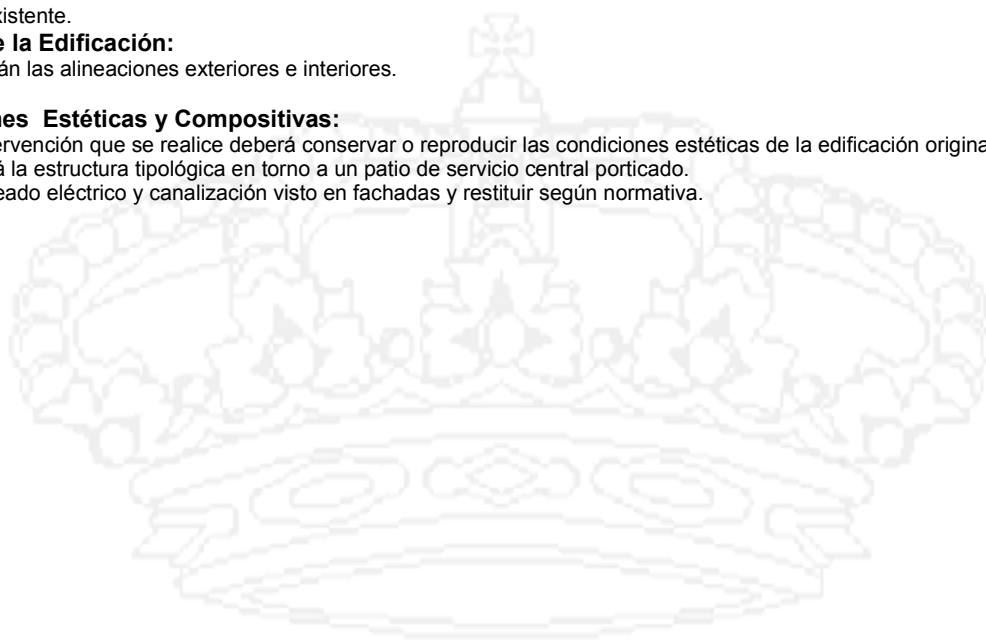 xistente.
e la Edificación:
án las alineaciones exteriores e interiores.
nes Estéticas y Compositivas:
ervención que se realice deberá conservar o reproducir las condiciones estéticas de la edificación origina
á la estructura tipológica en torno a un patio de servicio central porticado.
eado eléctrico y canalización visto en fachadas y restituir según normativa.